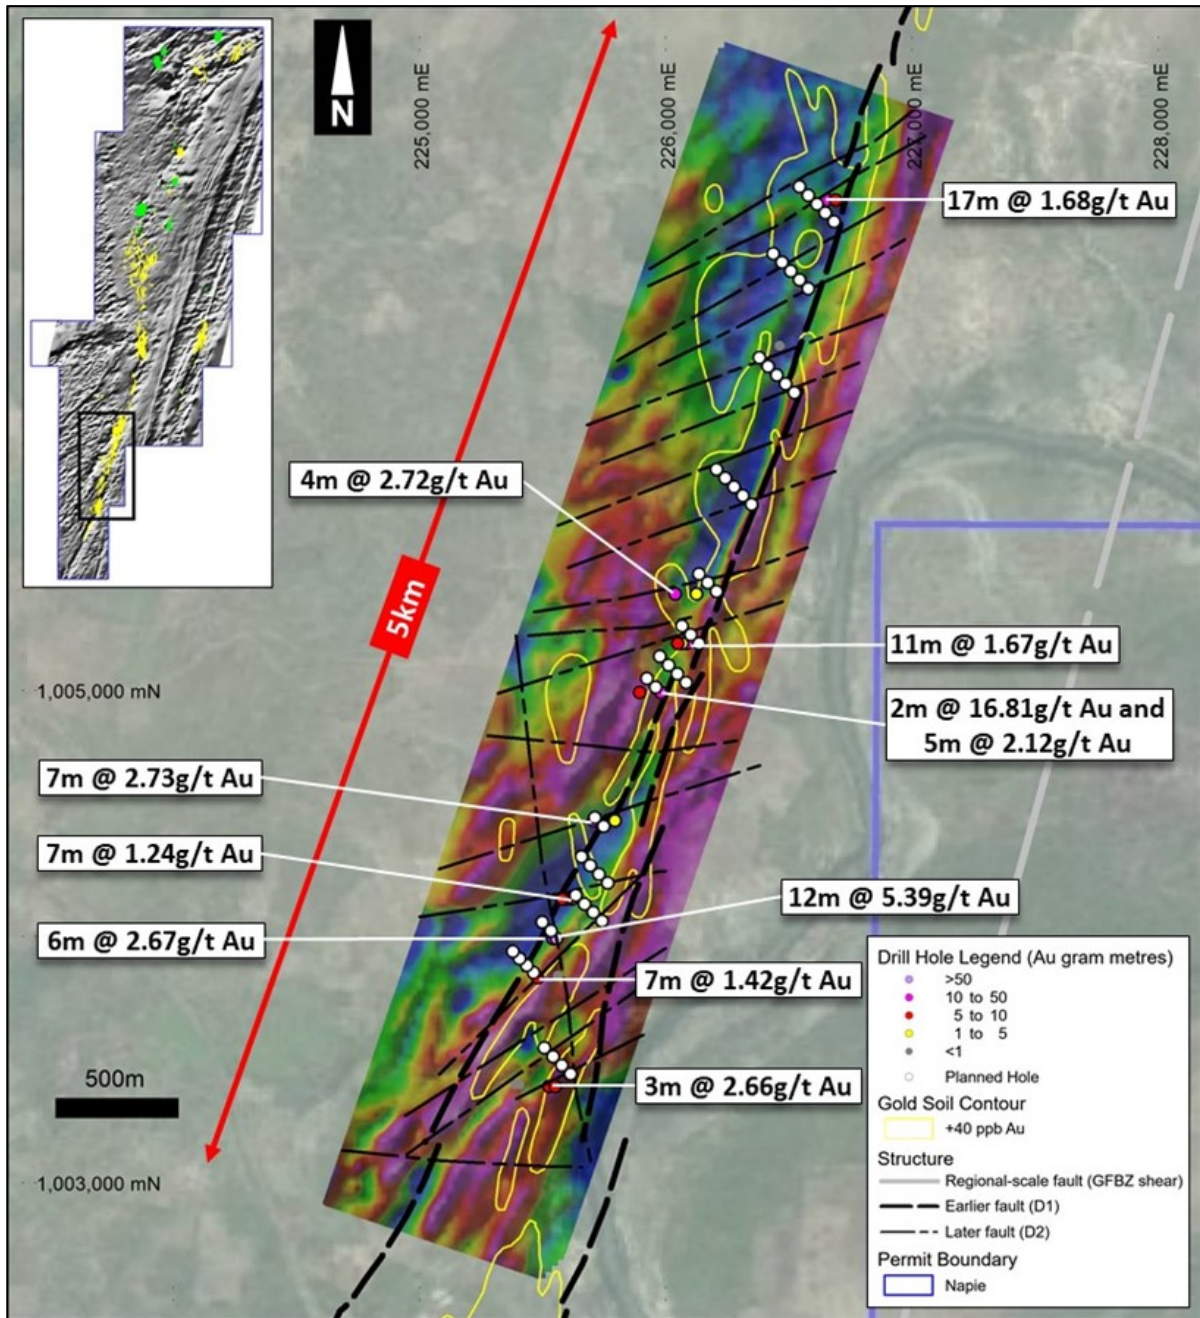 N
225,000 mE
226,000 mE
227,000 mE
228,000 mE
17m @ 1.68g/t Au
4m @ 2.72g/t Au
5km
11m @ 1.67g/t Au
1,005,000 mN
2m @ 16.81g/t Au and
5m @ 2.12g/t Au
7m @ 2.73g/t Au
7m @ 1.24g/t Au
12m @ 5.39g/t Au
6m @ 2.67g/t Au
7m @ 1.42g/t Au
500m
3m @ 2.66g/t Au
1,003,000 mN
Drill Hole Legend (Au gram metres)
>50
10 to 50
5 to 10
1 to 5
<1
Planned Hole
Gold Soil Contour
+40 ppb Au
Structure
Regional-scale fault (GFBZ shear)
Earlier fault (D1)
Later fault (D2)
Permit Boundary
Napie